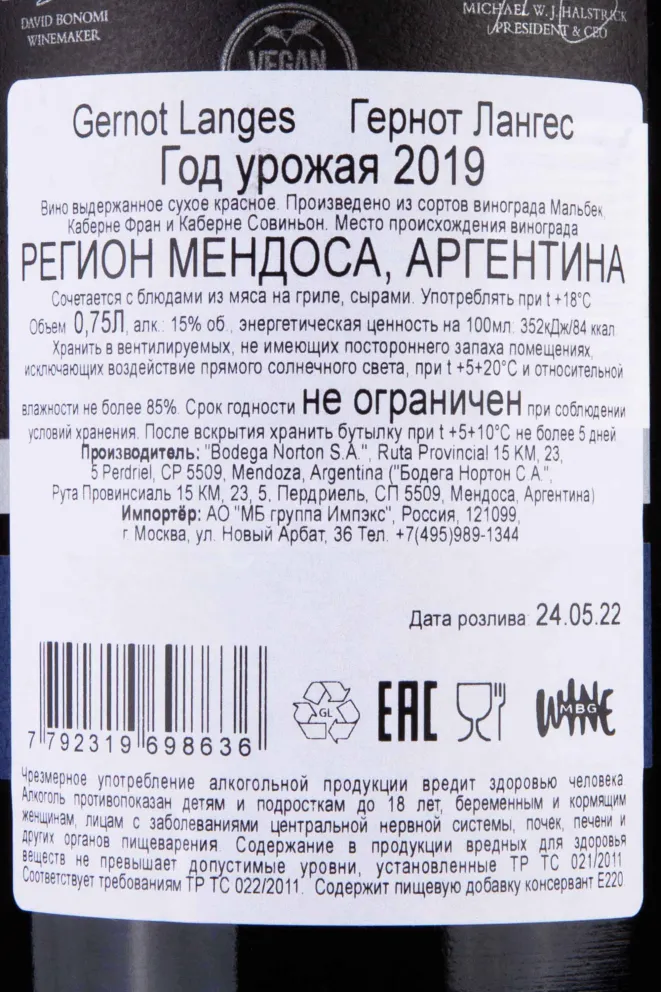 DAVID BONOMI
WINEMAKER
MICHAEL W. J. HALSTRICK
PRESIDENT & CEO
VEGAN
Gernot Langes Гернот Лангес
Год урожая 2019
Вино выдержанное сухое красное. Произведено из сортов винограда Мальбек,
Каберне Фран и Каберне Совиньон. Место происхождения винограда
РЕГИОН МЕНДОСА, АРГЕНТИНА
Сочетается с блюдами из мяса на гриле, сырами. Употреблять при t +18°C
Объем 0,75Л, алк.: 15% об., энергетическая ценность на 100мл: 352кДж/84 ккал
Хранить в вентилируемых, не имеющих постороннего запаха помещениях,
исключающих воздействие прямого солнечного света, при t +5+20°C и относительной
влажности не более 85%. Срок годности не ограничен при соблюдении
условий хранения. После вскрытия хранить бутылку при t +5+10°C не более 5 дней
Производитель: "Bodega Norton S.A.", Ruta Provincial 15 KM, 23,
5 Perdriel, CP 5509, Mendoza, Argentina ("Бодега Нортон С.А.",
Рута Провинсиаль 15 КМ, 23, 5, Пердриель, СП 5509, Мендоса, Аргентина)
Импортёр: АО "МБ группа Импэкс", Россия, 121099,
г. Москва, ул. Новый Арбат, 36 Тел. +7(495)989-1344
Дата розлива: 24.05.22
7 792319 698636
GL
EAC
WINE
MBG
Чрезмерное употребление алкогольной продукции вредит здоровью человека
Алкоголь противопоказан детям и подросткам до 18 лет, беременным и кормящим
женщинам, лицам с заболеваниями центральной нервной системы, почек, печени и
других органов пищеварения. Содержание в продукции вредных для здоровья
веществ не превышает допустимые уровни, установленные ТР ТС 021/2011
Соответствует требованиям ТР ТС 022/2011. Содержит пищевую добавку консервант Е220